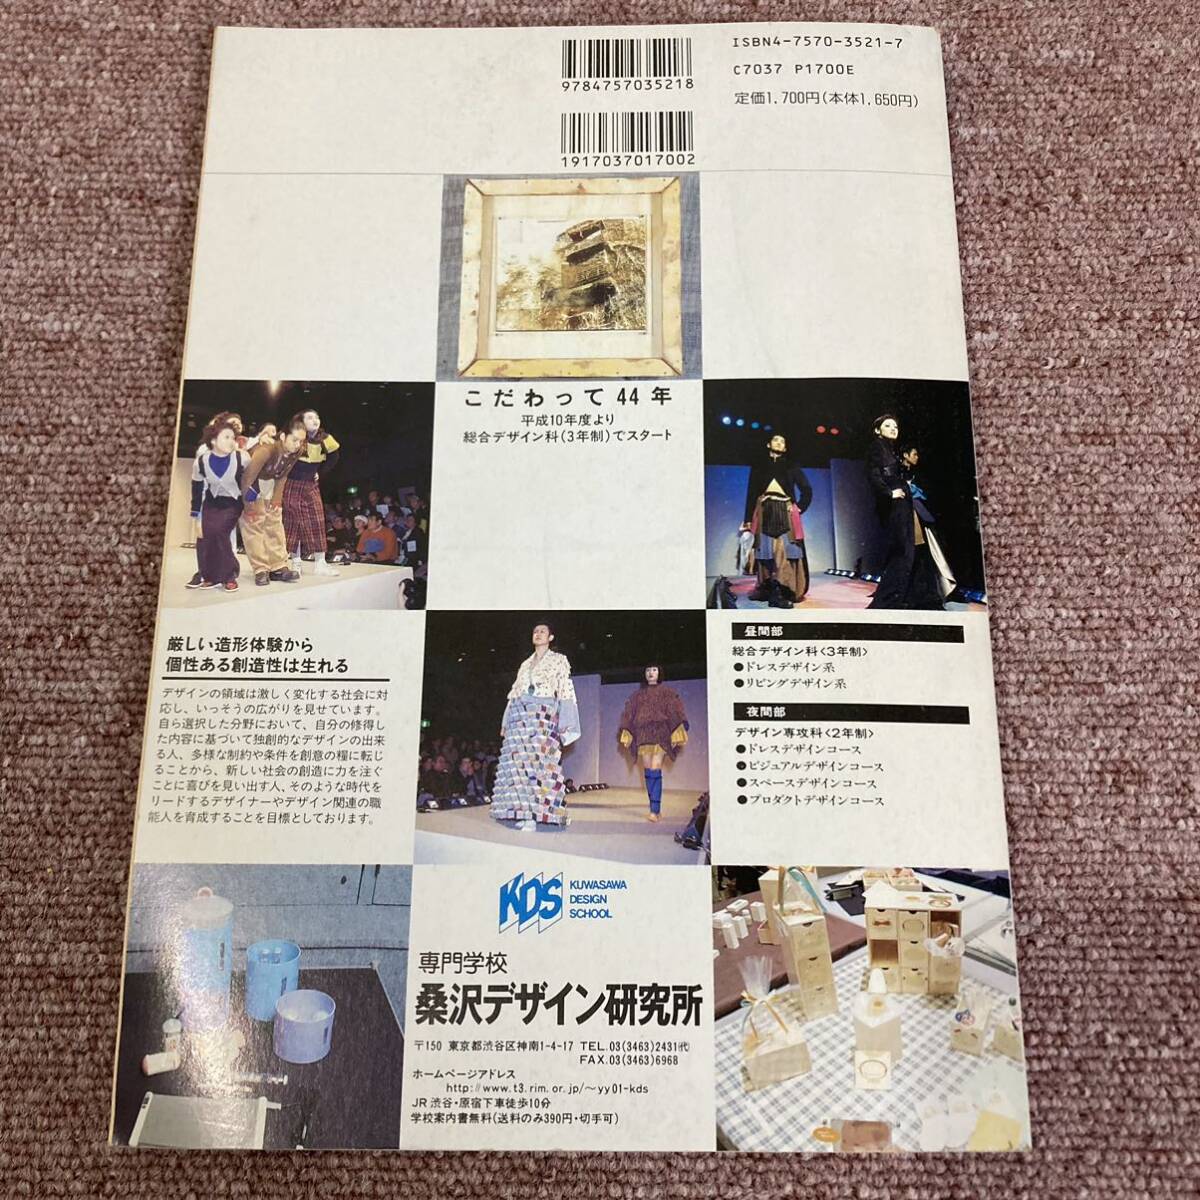 ISBN4-7570-3521-7
C7037 P1700E
定価1,700円(本体1,650円)
9784757035218
1917037017002
こだわって44年
平成10年度より
総合デザイン科(3年制)でスタート
厳しい造形体験から
個性ある創造性は生れる
デザインの領域は激しく変化する社会に対
応し、いっそうの広がりを見せています。
自ら選択した分野において、自分の修得し
た内容に基づいて独創的なデザインの出来
る人、多様な制約や条件を創意の糧に転じ
ることから、新しい社会の創造に力を注ぐ
ことに喜びを見い出す人、そのような時代を
リードするデザイナーやデザイン関連の職
能人を育成することを目標としております。
昼間部
総合デザイン科<3年制>
●ドレスデザイン系
●リビングデザイン系
夜間部
デザイン専攻科<2年制>
●ドレスデザインコース
●ビジュアルデザインコース
●スペースデザインコース
●プロダクトデザインコース
KDS
KUWASAWA
DESIGN
SCHOOL
専門学校
桑沢デザイン研究所
〒150 東京都渋谷区神南1-4-17 TEL.03(3463)2431(代)
FAX.03(3463)6968
ホームページアドレス
http://www.t3.rim.or.jp/~yy01-kds
JR渋谷・原宿下車徒歩10分
学校案内書無料(送料のみ390円・切手可)